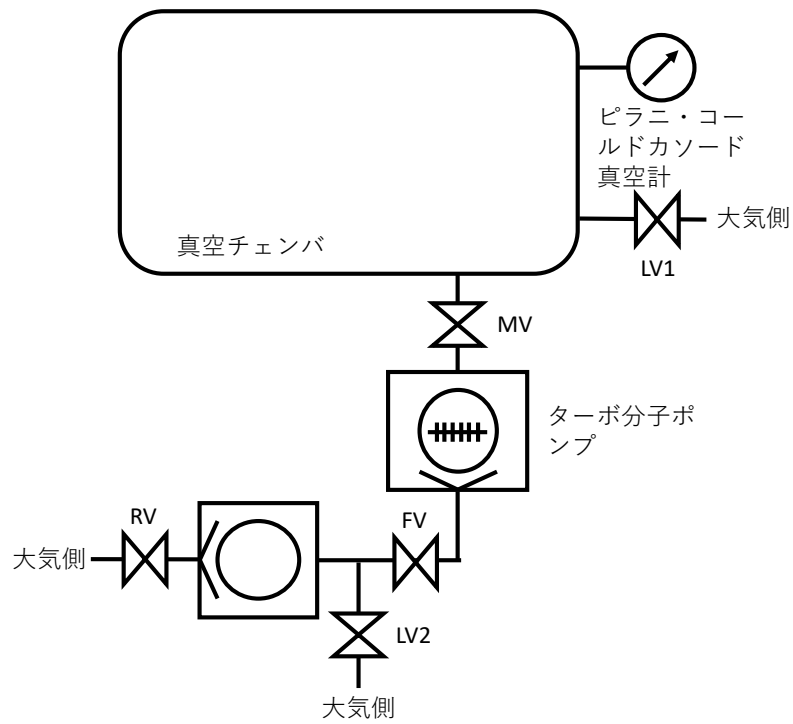 ピラニ・コー
ルドカソード
真空計
大気側
LV1
真空チェンバ
MV
ターボ分子ポ
ンプ
RV
FV
大気側
LV2
大気側